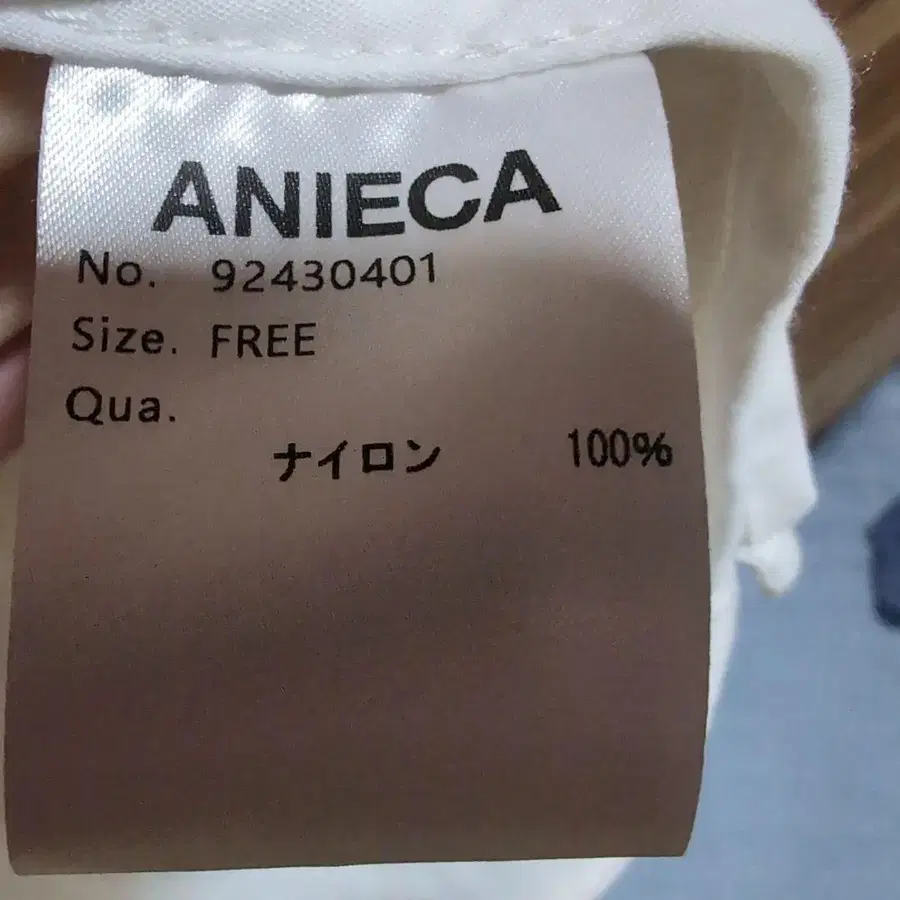 ANIECA
No. 92430401
Size. FREE
Qua.
ナイロン 100%